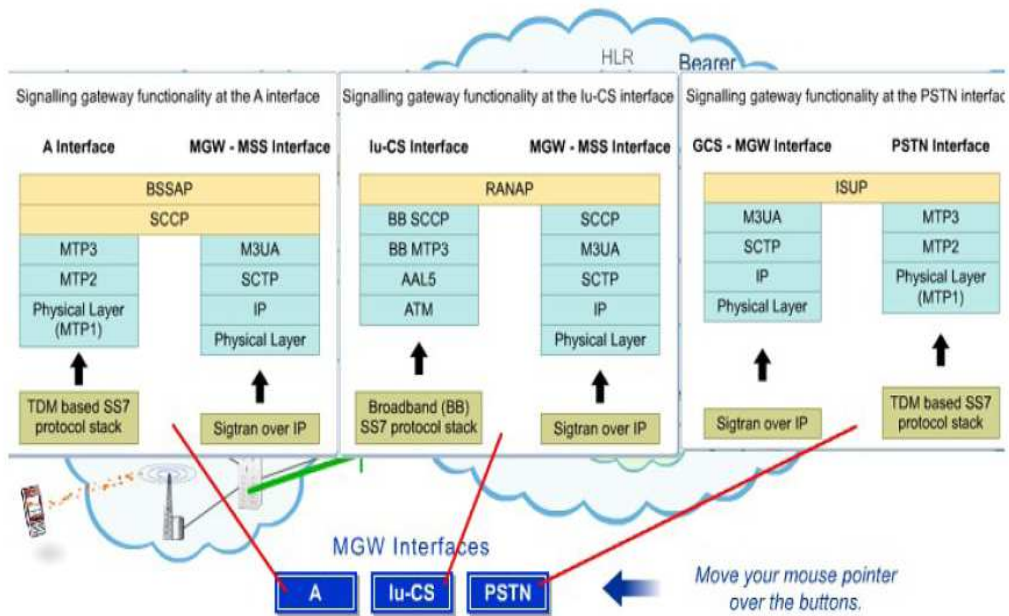 HLR
Bearer
Signalling gateway functionality at the A interface
A Interface
MGW - MSS Interface
BSSAP
SCCP
MTP3
MTP2
Physical Layer
(MTP1)
M3UA
SCTP
IP
Physical Layer
TDM based SS7
protocol stack
Sigtran over IP
Signalling gateway functionality at the Iu-CS interface
Iu-CS Interface
MGW - MSS Interface
RANAP
BB SCCP
BB MTP3
AAL5
ATM
SCCP
M3UA
SCTP
IP
Physical Layer
Broadband (BB)
SS7 protocol stack
Sigtran over IP
Signalling gateway functionality at the PSTN interfac
GCS - MGW Interface
PSTN Interface
ISUP
M3UA
SCTP
IP
Physical Layer
MTP3
MTP2
Physical Layer
(MTP1)
Sigtran over IP
TDM based SS7
protocol stack
MGW Interfaces
A
Iu-CS
PSTN
Move your mouse pointer
over the buttons.